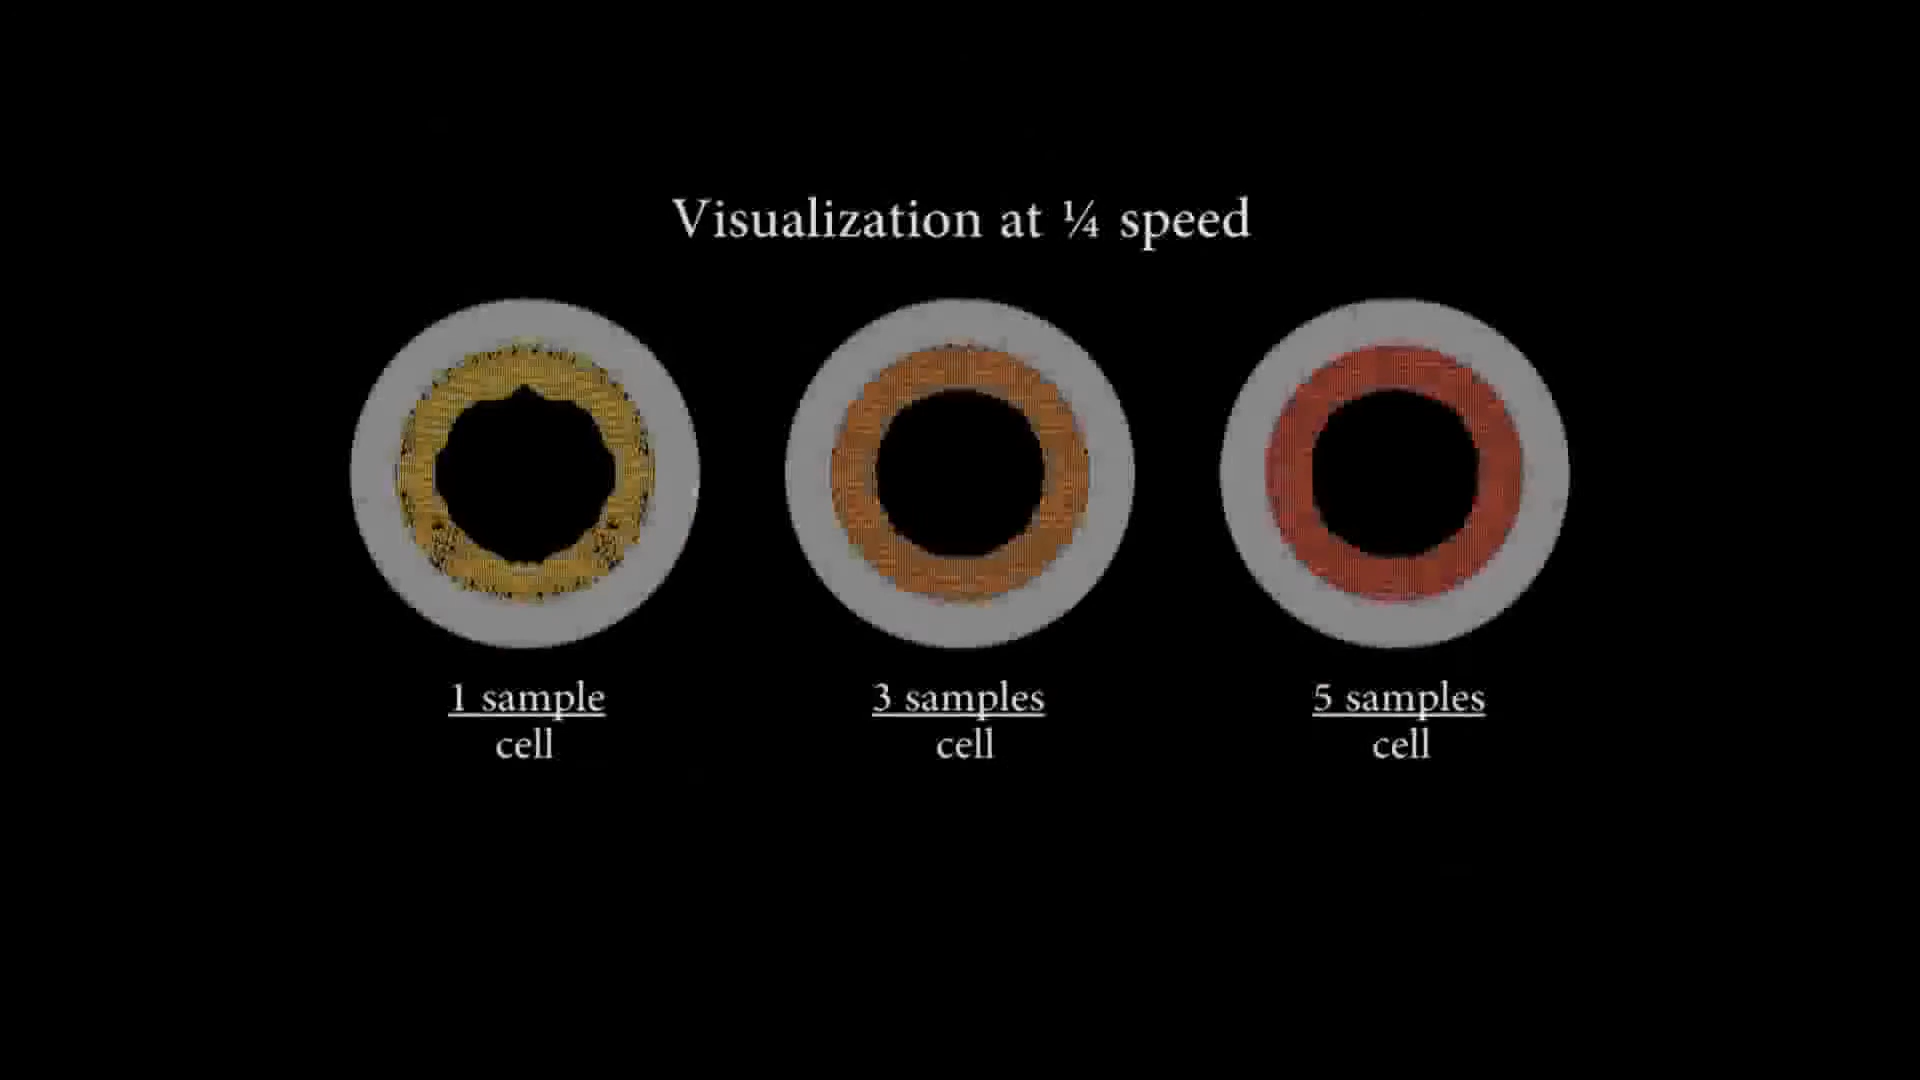 Visualization at ¼ speed
1 sample
cell
3 samples
cell
5 samples
cell